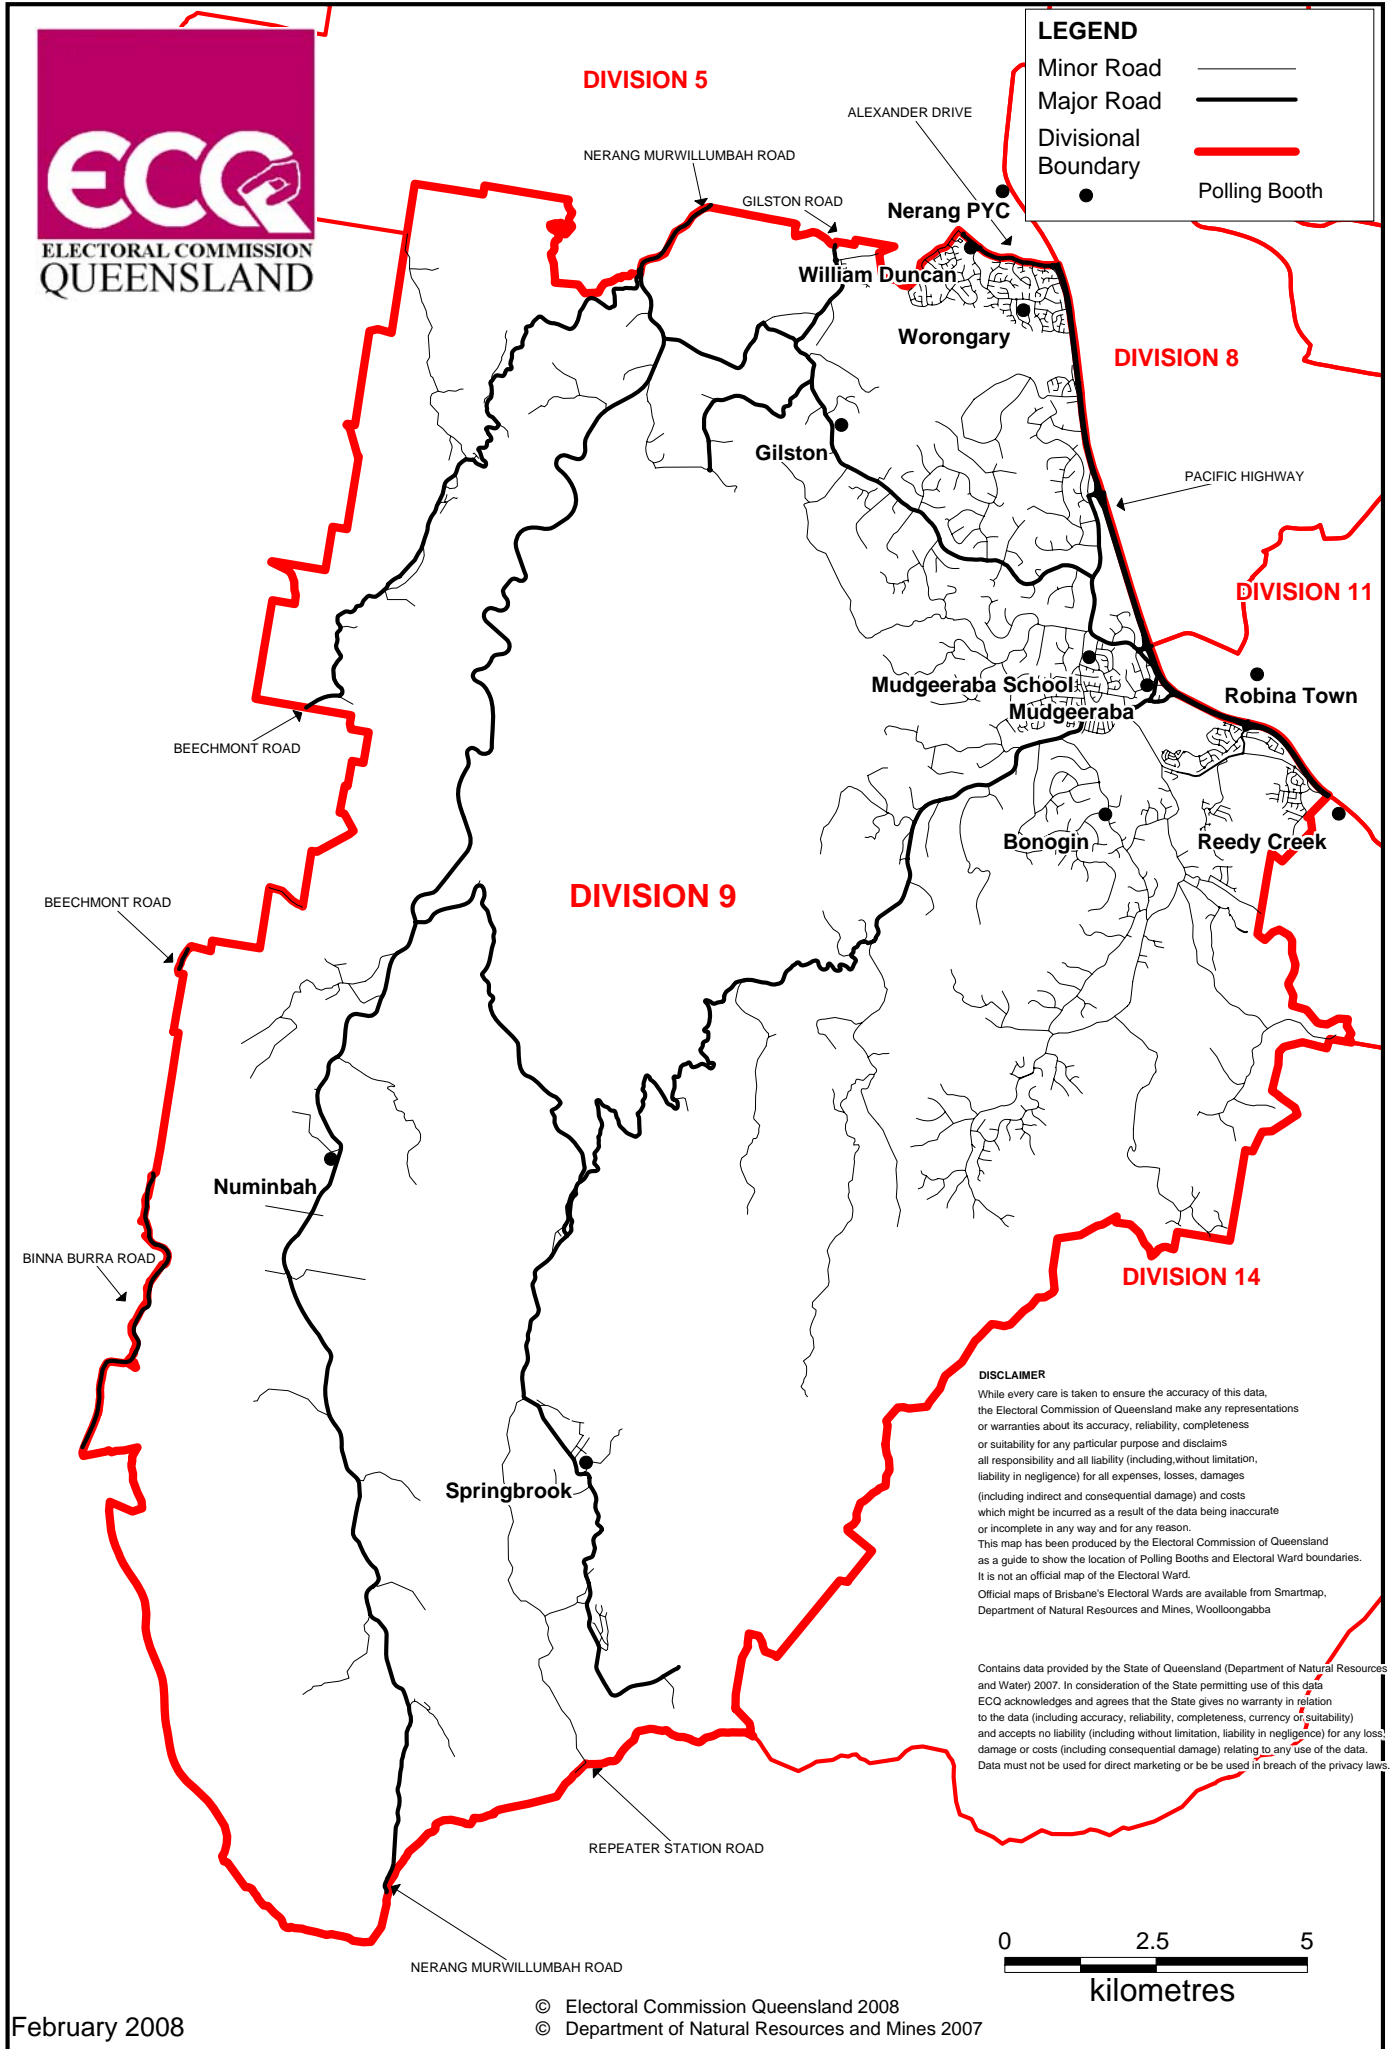 ECQ
ELECTORAL COMMISSION
QUEENSLAND
LEGEND
Minor Road
Major Road
Divisional
Boundary
Polling Booth
DIVISION 5
ALEXANDER DRIVE
NERANG MURWILLUMBAH ROAD
GILSTON ROAD
Nerang PYC
William Duncan
Worongary
DIVISION 8
Gilston
PACIFIC HIGHWAY
DIVISION 11
Mudgeeraba School
Robina Town
Mudgeeraba
BEECHMONT ROAD
Bonogin
Reedy Creek
DIVISION 9
BEECHMONT ROAD
Numinbah
BINNA BURRA ROAD
DIVISION 14
DISCLAIMER
While every care is taken to ensure the accuracy of this data,
the Electoral Commission of Queensland make any representations
or warranties about its accuracy, reliability, completeness
or suitability for any particular purpose and disclaims
all responsibility and all liability (including,without limitation,
liability in negligence) for all expenses, losses, damages
(including indirect and consequential damage) and costs
which might be incurred as a result of the data being inaccurate
or incomplete in any way and for any reason.
This map has been produced by the Electoral Commission of Queensland
as a guide to show the location of Polling Booths and Electoral Ward boundaries.
It is not an official map of the Electoral Ward.
Official maps of Brisbane's Electoral Wards are available from Smartmap,
Department of Natural Resources and Mines, Woolloongabba
Springbrook
Contains data provided by the State of Queensland (Department of Natural Resources
and Water) 2007. In consideration of the State permitting use of this data
ECQ acknowledges and agrees that the State gives no warranty in relation
to the data (including accuracy, reliability, completeness, currency or suitability)
and accepts no liability (including without limitation, liability in negligence) for any loss,
damage or costs (including consequential damage) relating to any use of the data.
Data must not be used for direct marketing or be be used in breach of the privacy laws.
REPEATER STATION ROAD
NERANG MURWILLUMBAH ROAD
0 2.5 5
kilometres
© Electoral Commission Queensland 2008
© Department of Natural Resources and Mines 2007
February 2008